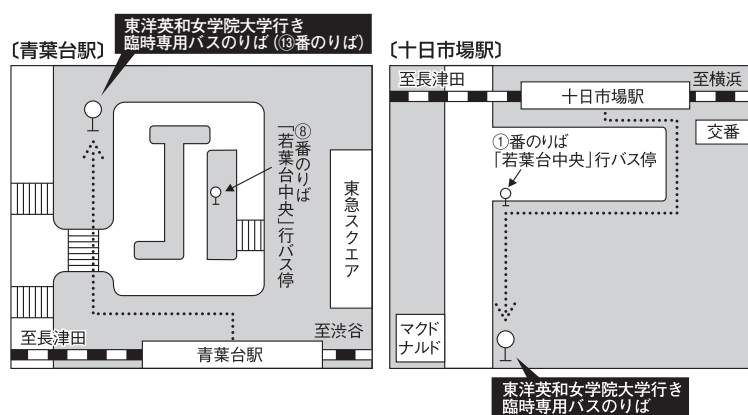 〔青葉台駅〕
東洋英和女学院大学行き
臨時専用バスのりば(⑬番のりば)
⑧番のりば
「若葉台中央」行バス停
東急スクエア
至長津田
至渋谷
青葉台駅
〔十日市場駅〕
至長津田
至横浜
十日市場駅
交番
①番のりば
「若葉台中央」行バス停
マクド
ナルド
東洋英和女学院大学行き
臨時専用バスのりば